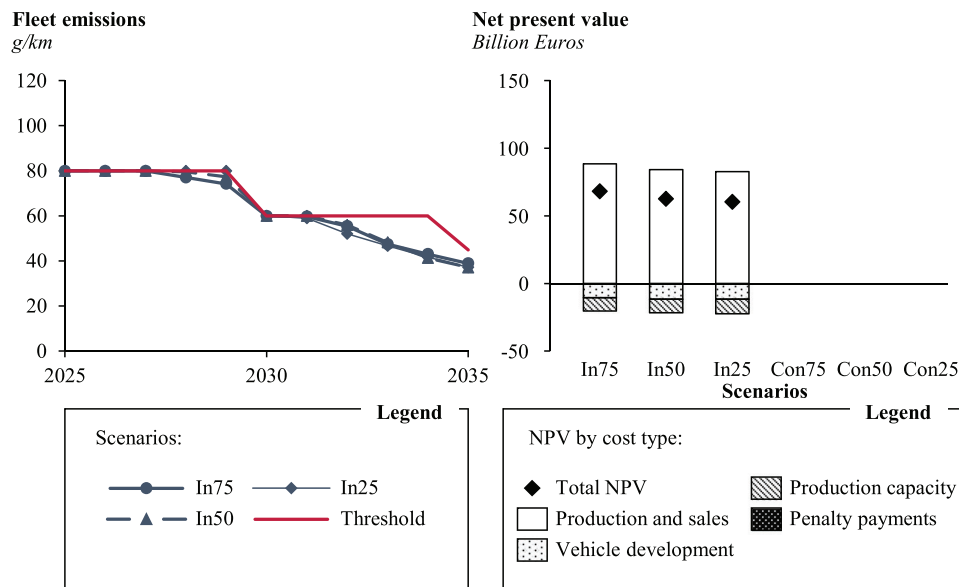 Fleet emissions
g/km
120
100
80
60
40
20
0
2025
2030
2035
Net present value
Billion Euros
150
100
50
0
-50
In75
In50
In25
Con75
Con50
Con25
Scenarios
Legend
Scenarios:
In75
In25
In50
Threshold
Legend
NPV by cost type:
Total NPV
Production capacity
Production and sales
Penalty payments
Vehicle development